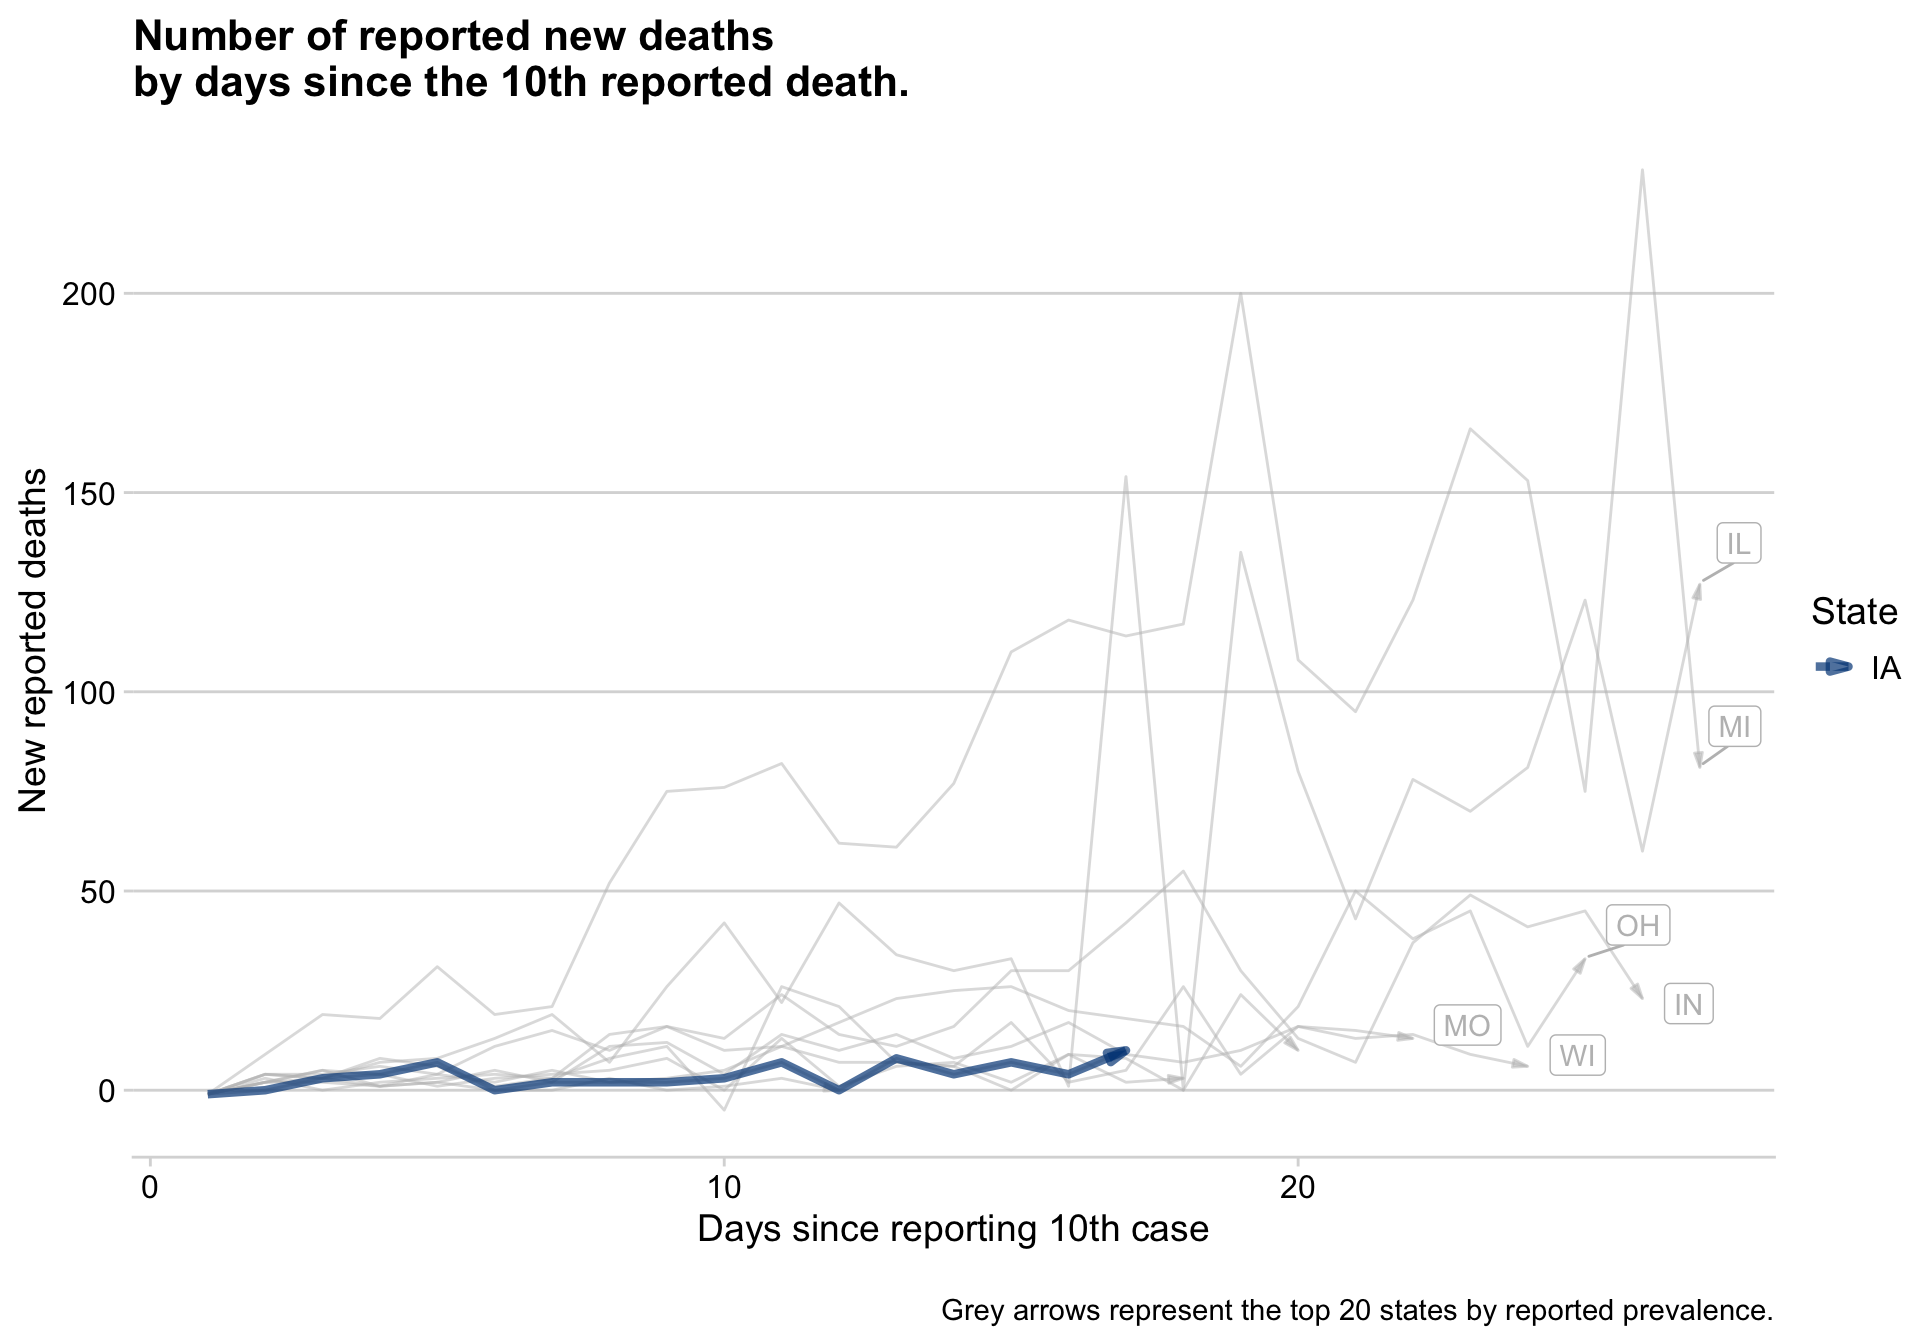 Number of reported new deaths
by days since the 10th reported death.
New reported deaths
200
150
100
50
0
IL
MI
OH
IN
MO
WI
State
IA
0
10
20
Days since reporting 10th case
Grey arrows represent the top 20 states by reported prevalence.